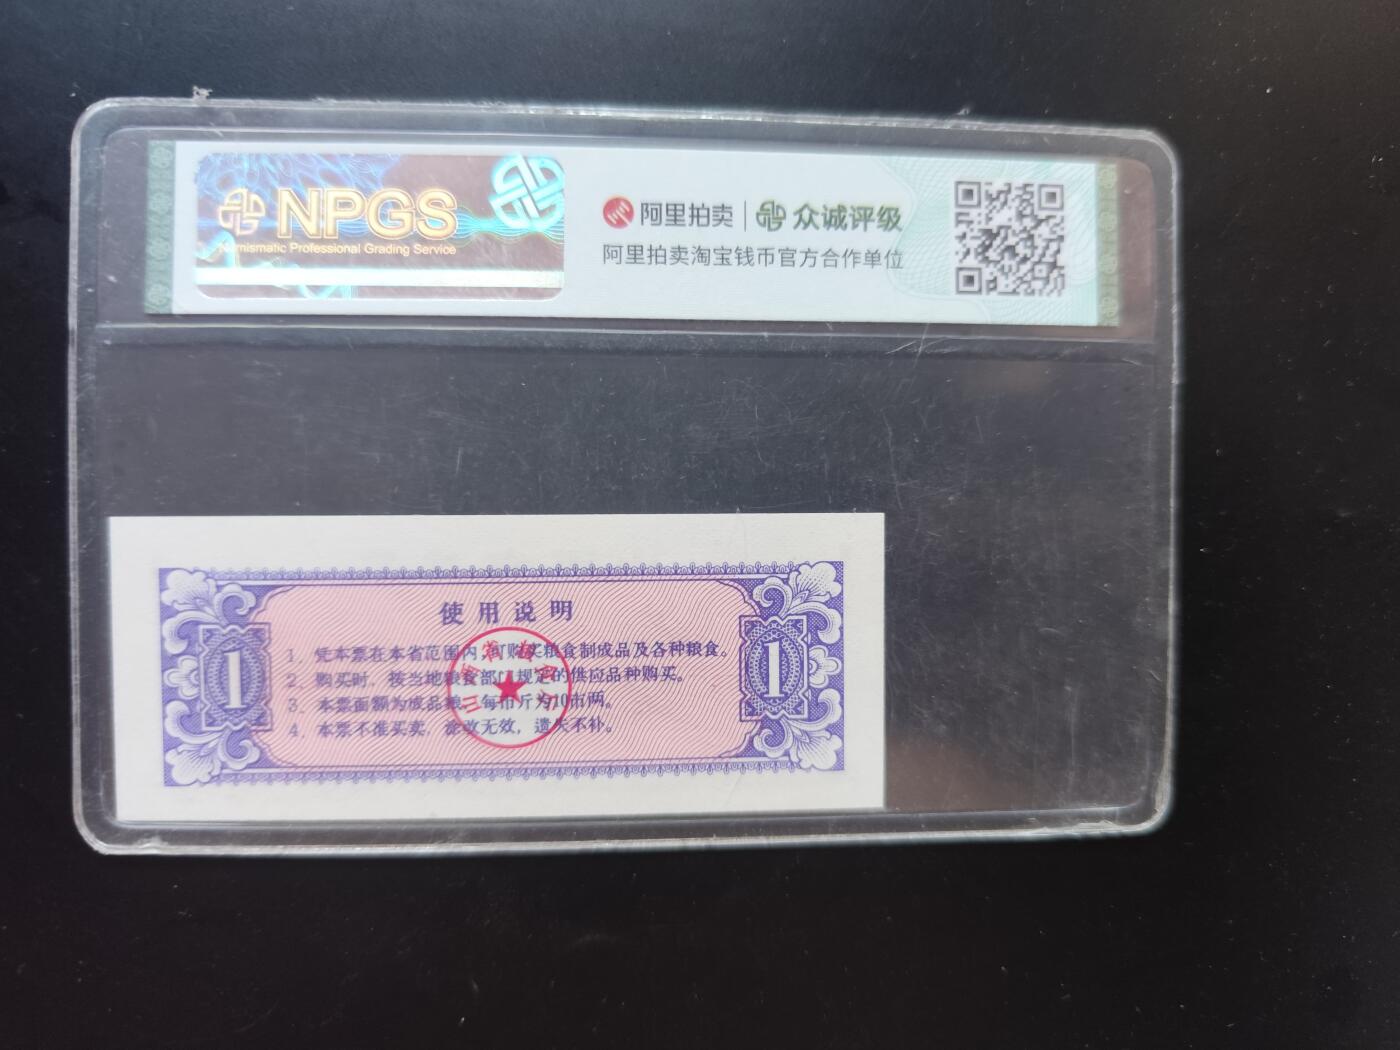 NPGS
Numismatic Professional Grading Service
阿里拍卖 | 众诚评级
阿里拍卖淘宝钱币官方合作单位
使用说明
1、凭本票在本省范围内,可购买粮食制成品及各种粮食。
2、购买时,按当地粮食部门规定的供应品种购买。
3、本票面额为成品粮,每市斤为10市两。
4、本票不准买卖,涂改无效,遗失不补。
1
1